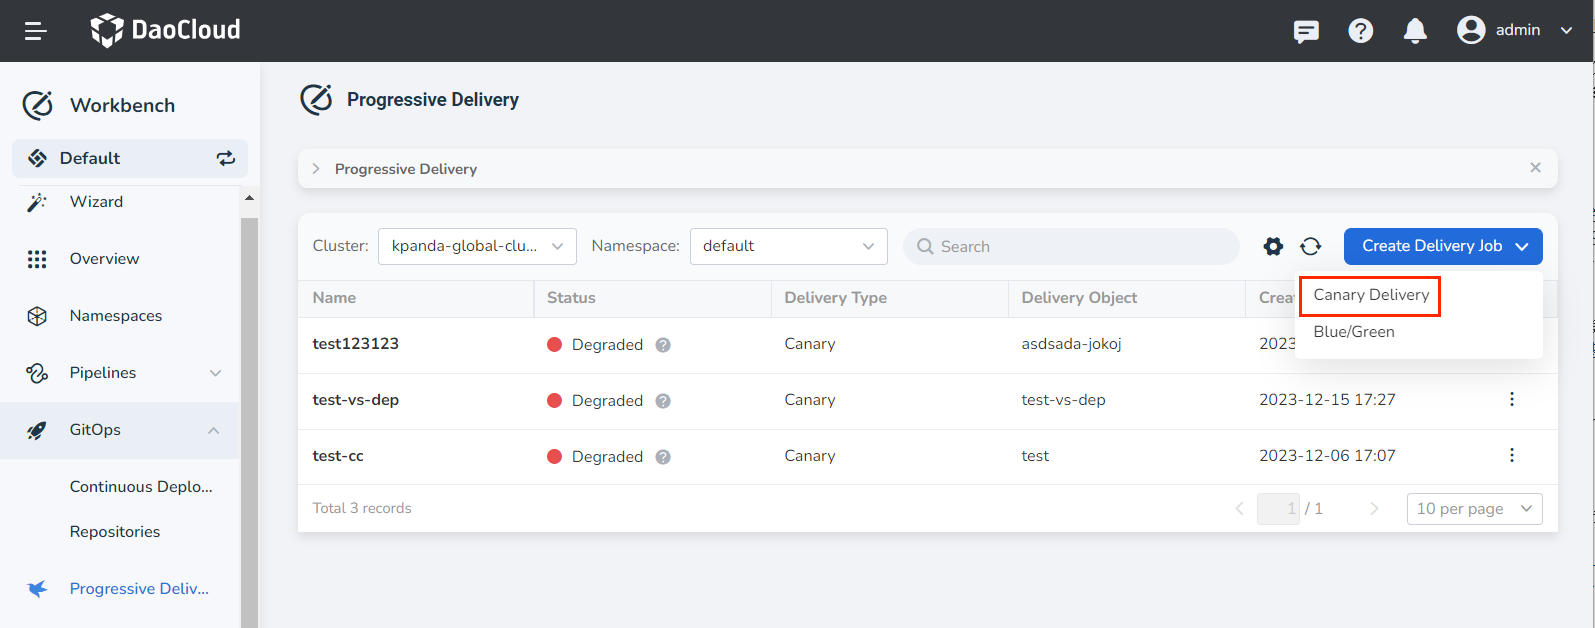 DaoCloud
admin
Workbench
Default
Wizard
Overview
Namespaces
Pipelines
GitOps
Continuous Deplo...
Repositories
Progressive Deliv...
Progressive Delivery
Progressive Delivery
Cluster: kpanda-global-clu... Namespace: default Search Create Delivery Job
Canary Delivery
Blue/Green
Name Status Delivery Type Delivery Object Crea
test123123 Degraded Canary asdsada-jokoj 2023
test-vs-dep Degraded Canary test-vs-dep 2023-12-15 17:27
test-cc Degraded Canary test 2023-12-06 17:07
Total 3 records 1 / 1 10 per page